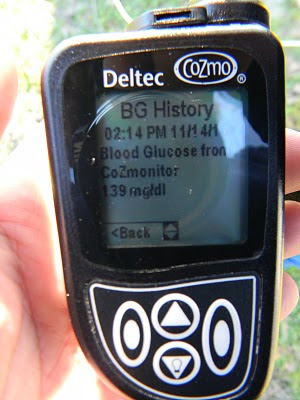 Deltec CoZmo®
BG History
02:14 PM 11/14/1
Blood Glucose from
CoZmonitor
139 mg/dl
<Back